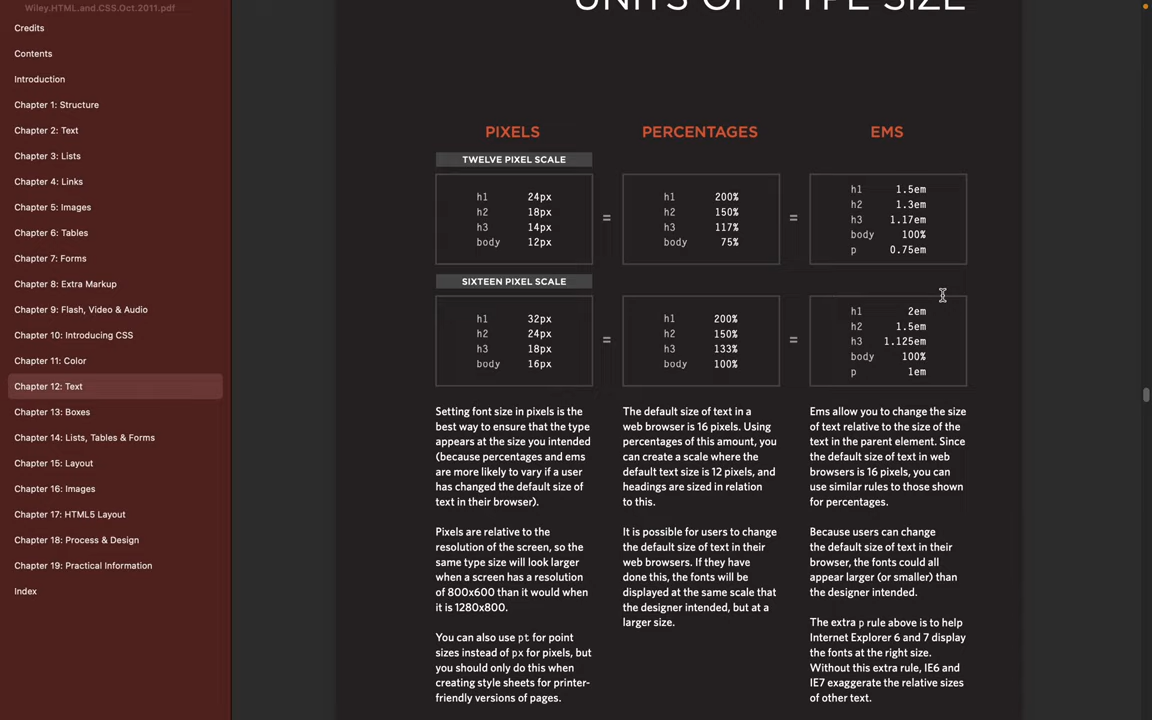 Wiley.HTML.and.CSS.Oct.2011.pdf
Credits
Contents
Introduction
Chapter 1: Structure
Chapter 2: Text
Chapter 3: Lists
Chapter 4: Links
Chapter 5: Images
Chapter 6: Tables
Chapter 7: Forms
Chapter 8: Extra Markup
Chapter 9: Flash, Video & Audio
Chapter 10: Introducing CSS
Chapter 11: Color
Chapter 12: Text
Chapter 13: Boxes
Chapter 14: Lists, Tables & Forms
Chapter 15: Layout
Chapter 16: Images
Chapter 17: HTML5 Layout
Chapter 18: Process & Design
Chapter 19: Practical Information
Index
UNITS OF TYPE SIZE
PIXELS
TWELVE PIXEL SCALE
h1 24px
h2 18px
h3 14px
body 12px
SIXTEEN PIXEL SCALE
h1 32px
h2 24px
h3 18px
body 16px
Setting font size in pixels is the
best way to ensure that the type
appears at the size you intended
(because percentages and ems
are more likely to vary if a user
has changed the default size of
text in their browser).
Pixels are relative to the
resolution of the screen, so the
same type size will look larger
when a screen has a resolution
of 800x600 than it would when
it is 1280x800.
You can also use pt for point
sizes instead of px for pixels, but
you should only do this when
creating style sheets for printer-
friendly versions of pages.
=
=
PERCENTAGES
h1 200%
h2 150%
h3 117%
body 75%
h1 200%
h2 150%
h3 133%
body 100%
The default size of text in a
web browser is 16 pixels. Using
percentages of this amount, you
can create a scale where the
default text size is 12 pixels, and
headings are sized in relation
to this.
It is possible for users to change
the default size of text in their
web browsers. If they have
done this, the fonts will be
displayed at the same scale that
the designer intended, but at a
larger size.
=
=
EMS
h1 1.5em
h2 1.3em
h3 1.17em
body 100%
p 0.75em
h1 2em
h2 1.5em
h3 1.125em
body 100%
p 1em
Ems allow you to change the size
of text relative to the size of the
text in the parent element. Since
the default size of text in web
browsers is 16 pixels, you can
use similar rules to those shown
for percentages.
Because users can change
the default size of text in their
browser, the fonts could all
appear larger (or smaller) than
the designer intended.
The extra p rule above is to help
Internet Explorer 6 and 7 display
the fonts at the right size.
Without this extra rule, IE6 and
IE7 exaggerate the relative sizes
of other text.